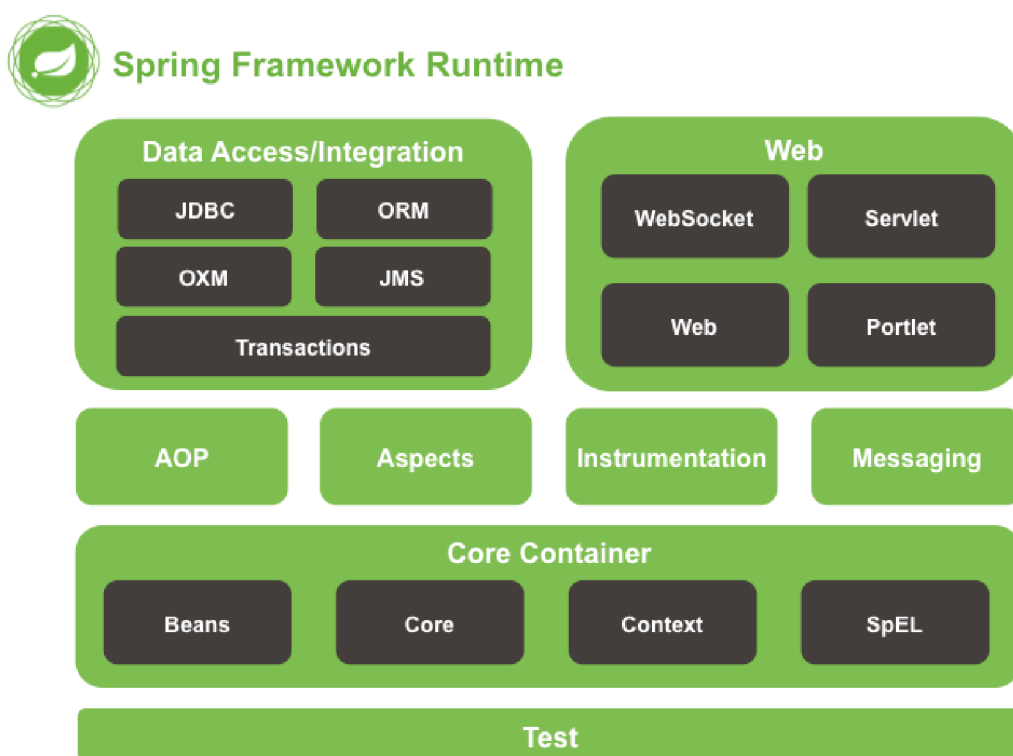 Spring Framework Runtime
Data Access/Integration
JDBC
ORM
OXM
JMS
Transactions
Web
WebSocket
Servlet
Web
Portlet
AOP
Aspects
Instrumentation
Messaging
Core Container
Beans
Core
Context
SpEL
Test